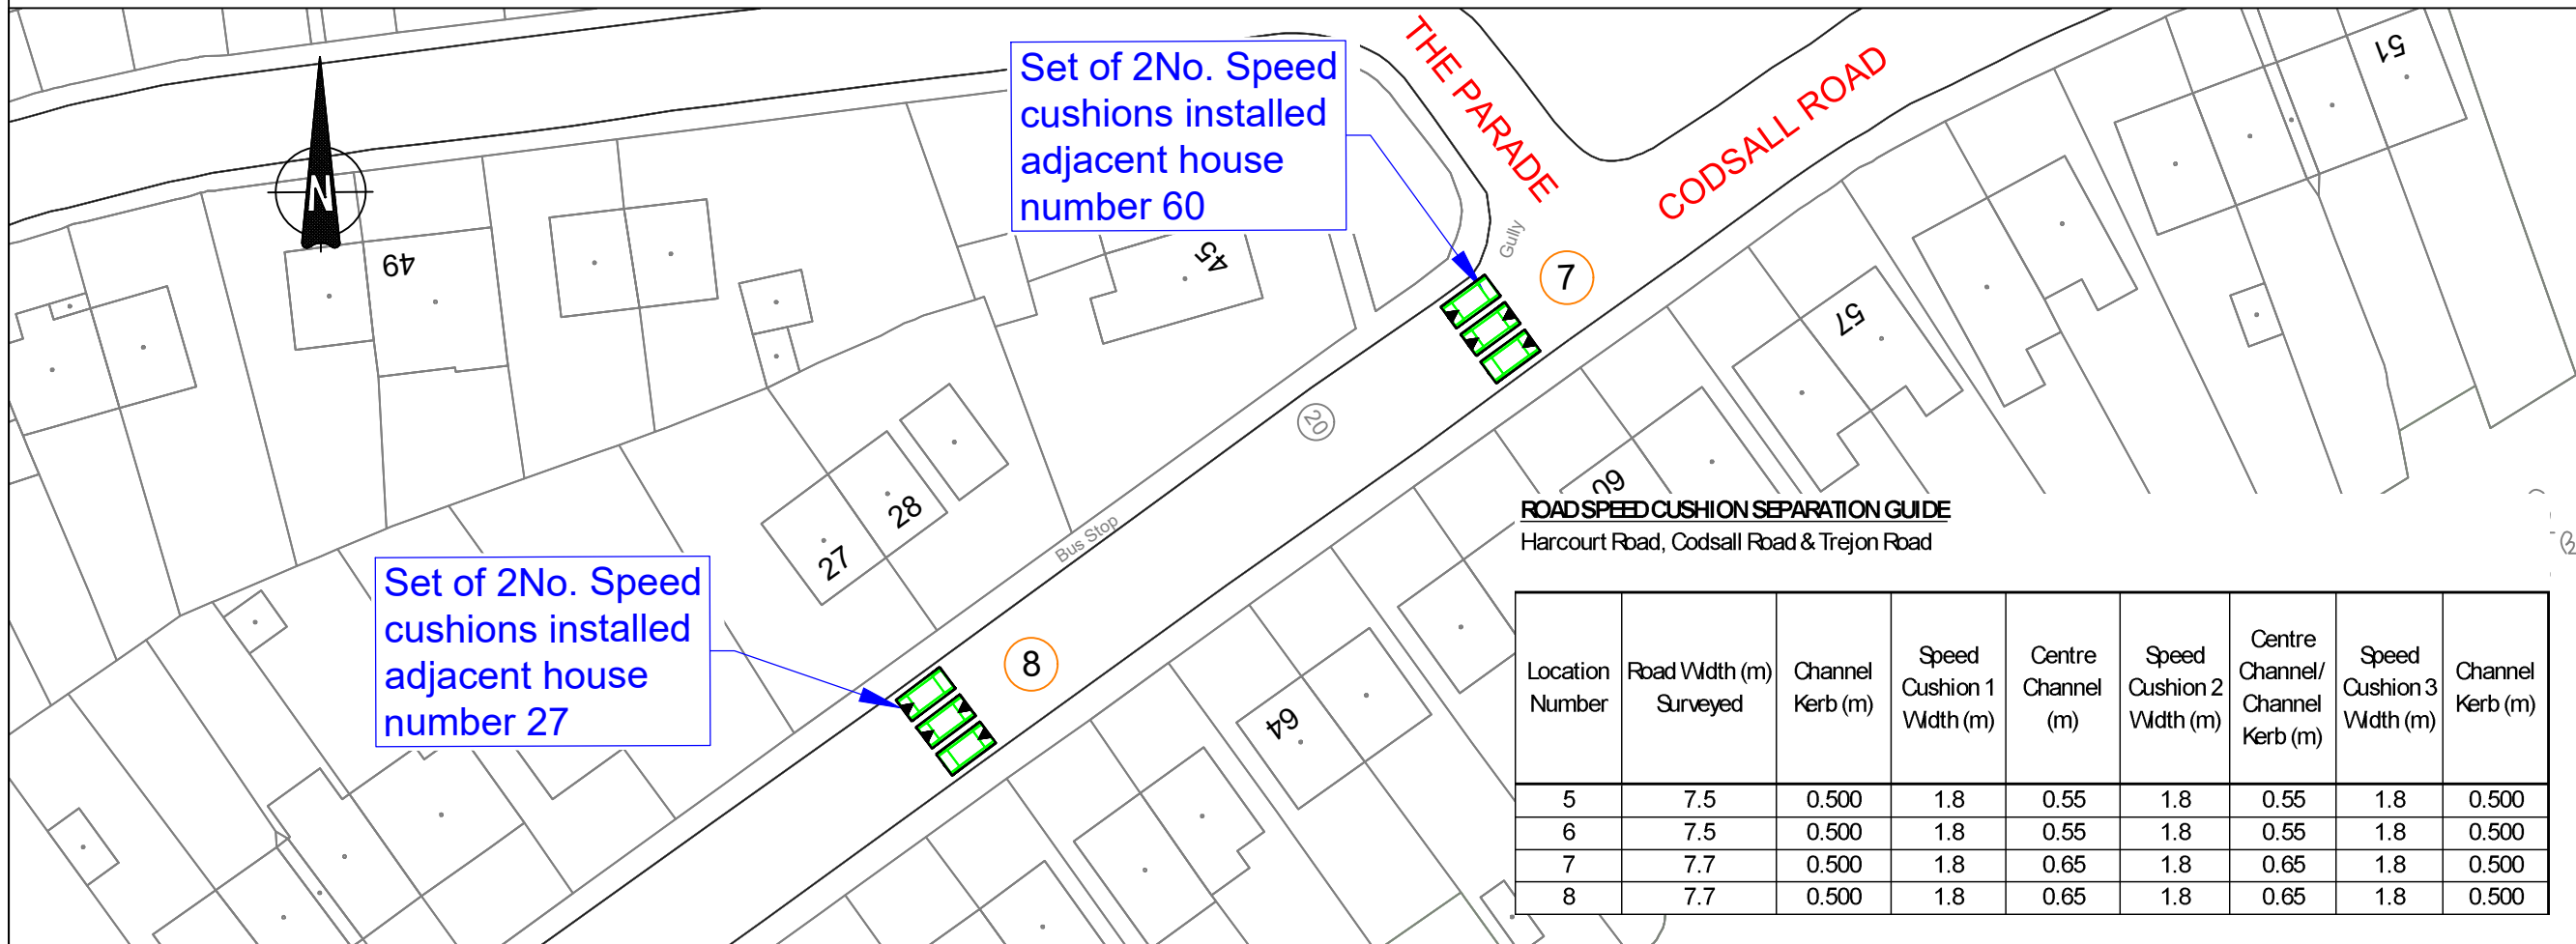 THE PARADE
CODSALL ROAD
Set of 2No. Speed
cushions installed
adjacent house
number 60
N
49
45
51
Gully
7
57
20
60
28
27
Bus Stop
Set of 2No. Speed
cushions installed
adjacent house
number 27
8
64
ROAD SPEED CUSHION SEPARATION GUIDE
Harcourt Road, Codsall Road & Trejon Road
Location Number | Road Width (m) Surveyed | Channel Kerb (m) | Speed Cushion 1 Width (m) | Centre Channel (m) | Speed Cushion 2 Width (m) | Centre Channel/ Channel Kerb (m) | Speed Cushion 3 Width (m) | Channel Kerb (m)
5 7.5 0.500 1.8 0.55 1.8 0.55 1.8 0.500
6 7.5 0.500 1.8 0.55 1.8 0.55 1.8 0.500
7 7.7 0.500 1.8 0.65 1.8 0.65 1.8 0.500
8 7.7 0.500 1.8 0.65 1.8 0.65 1.8 0.500